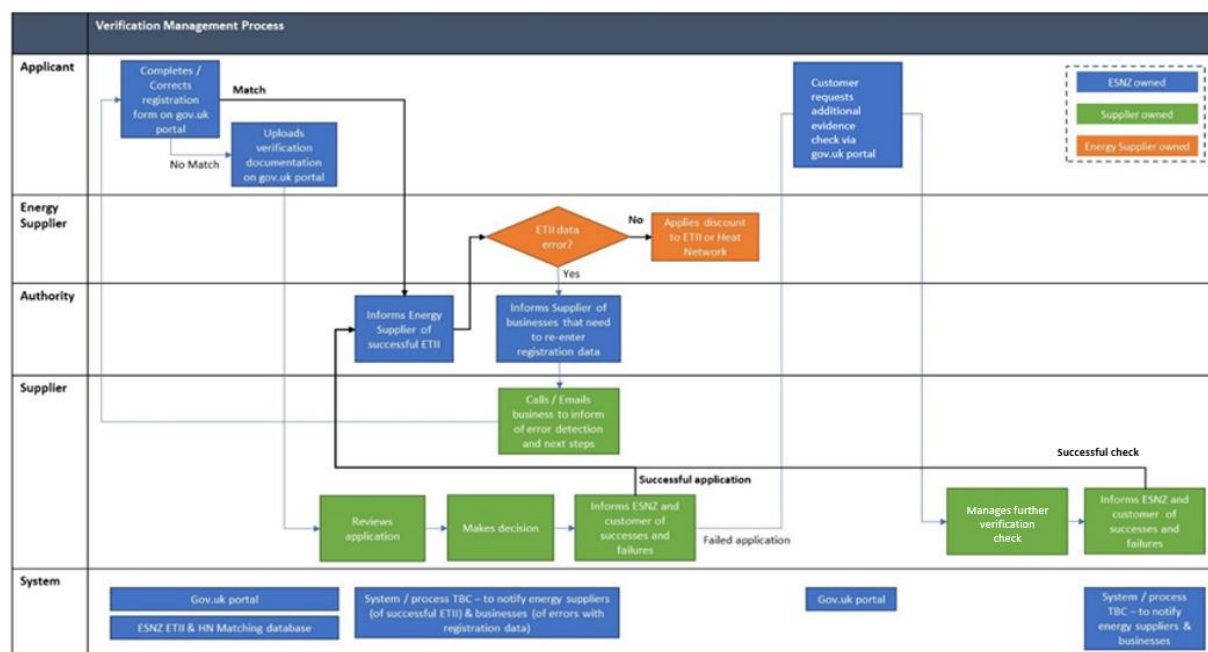 Verification Management Process
Applicant
Completes /
Corrects
registration
form on gov.uk
portal
Match
No Match
Uploads
verification
documentation
on gov.uk portal
Customer
requests
additional
evidence
check via
gov.uk portal
ESNZ owned
Supplier owned
Energy Supplier owned
Energy
Supplier
ETII data
error?
No
Yes
Applies discount
to ETII or Heat
Network
Authority
Informs Energy
Supplier of
successful ETII
Informs Supplier of
businesses that need
to re-enter
registration data
Supplier
Calls / Emails
business to inform
of error detection
and next steps
Successful check
Successful application
Reviews
application
Makes decision
Informs ESNZ and
customer of
successes and
failures
Failed application
Manages further
verification
check
Informs ESNZ and
customer of
successes and
failures
System
Gov.uk portal
ESNZ ETII & HN Matching database
System / process TBC – to notify energy suppliers
(of successful ETII) & businesses (of errors with
registration data)
Gov.uk portal
System / process
TBC – to notify
energy suppliers &
businesses